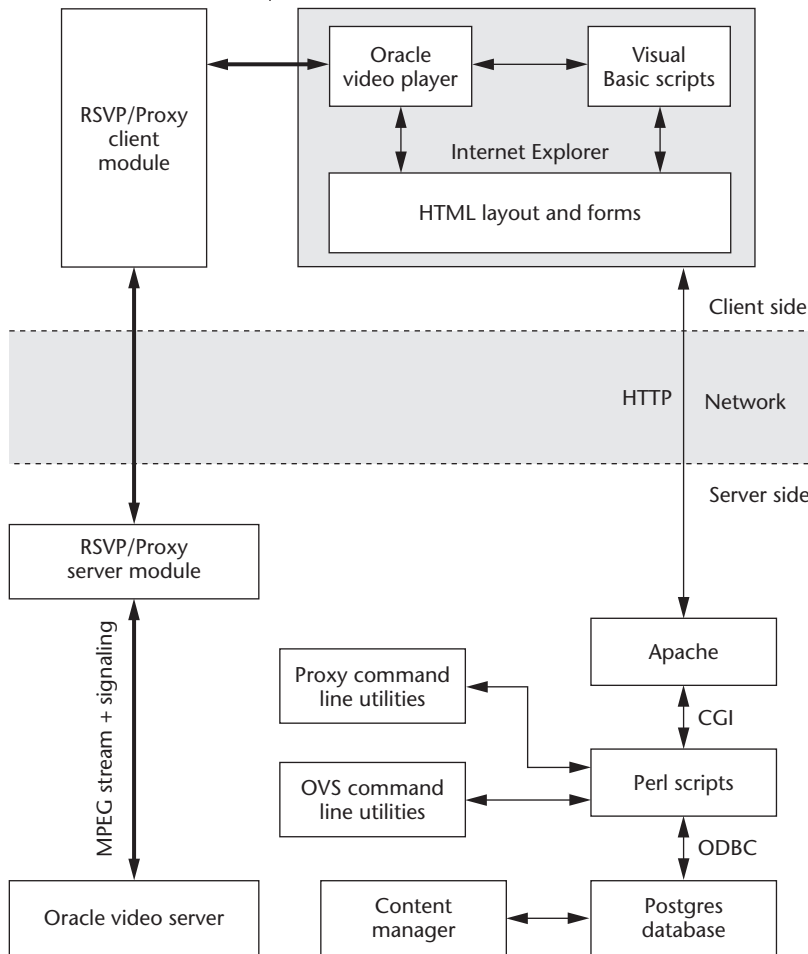 Oracle
video player
Visual
Basic scripts
RSVP/Proxy
client
module
Internet Explorer
HTML layout and forms
Client side
HTTP
Network
Server side
RSVP/Proxy
server module
MPEG stream + signaling
Apache
Proxy command
line utilities
CGI
OVS command
line utilities
Perl scripts
ODBC
Oracle video server
Content
manager
Postgres
database